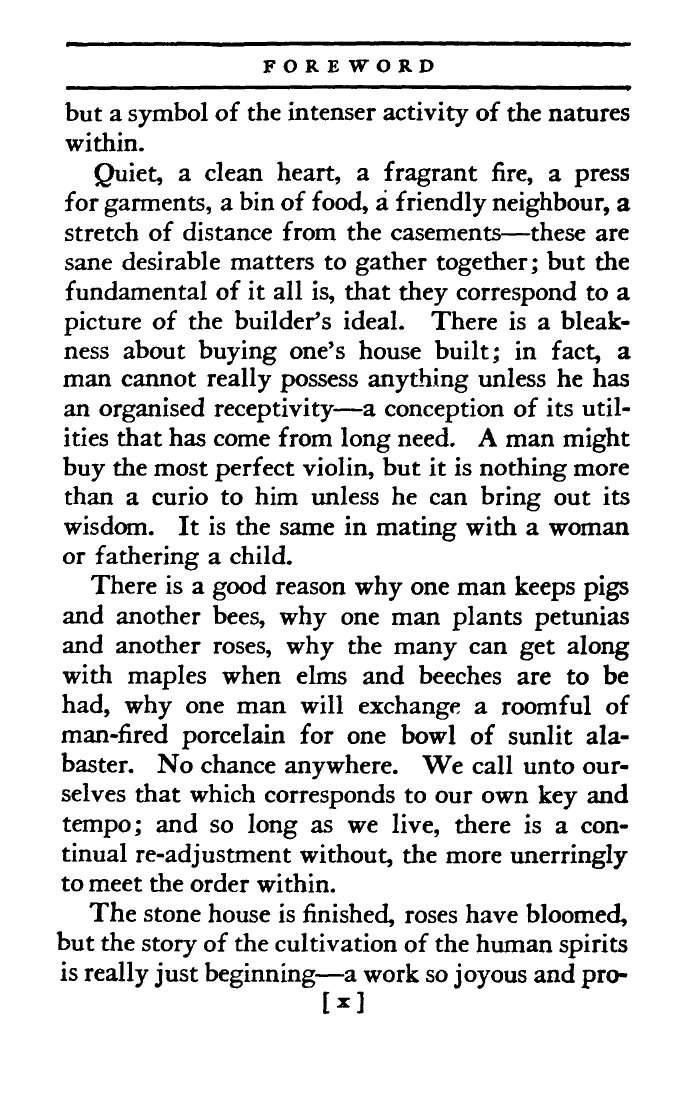 FOREWORD
but a symbol of the intenser activity of the natures
within.
Quiet, a clean heart, a fragrant fire, a press
for garments, a bin of food, a friendly neighbour, a
stretch of distance from the casements—these are
sane desirable matters to gather together; but the
fundamental of it all is, that they correspond to a
picture of the builder's ideal. There is a bleak-
ness about buying one's house built; in fact, a
man cannot really possess anything unless he has
an organised receptivity—a conception of its util-
ities that has come from long need. A man might
buy the most perfect violin, but it is nothing more
than a curio to him unless he can bring out its
wisdom. It is the same in mating with a woman
or fathering a child.
There is a good reason why one man keeps pigs
and another bees, why one man plants petunias
and another roses, why the many can get along
with maples when elms and beeches are to be
had, why one man will exchange a roomful of
man-fired porcelain for one bowl of sunlit ala-
baster. No chance anywhere. We call unto our-
selves that which corresponds to our own key and
tempo; and so long as we live, there is a con-
tinual re-adjustment without, the more unerringly
to meet the order within.
The stone house is finished, roses have bloomed,
but the story of the cultivation of the human spirits
is really just beginning—a work so joyous and pro-
[x]